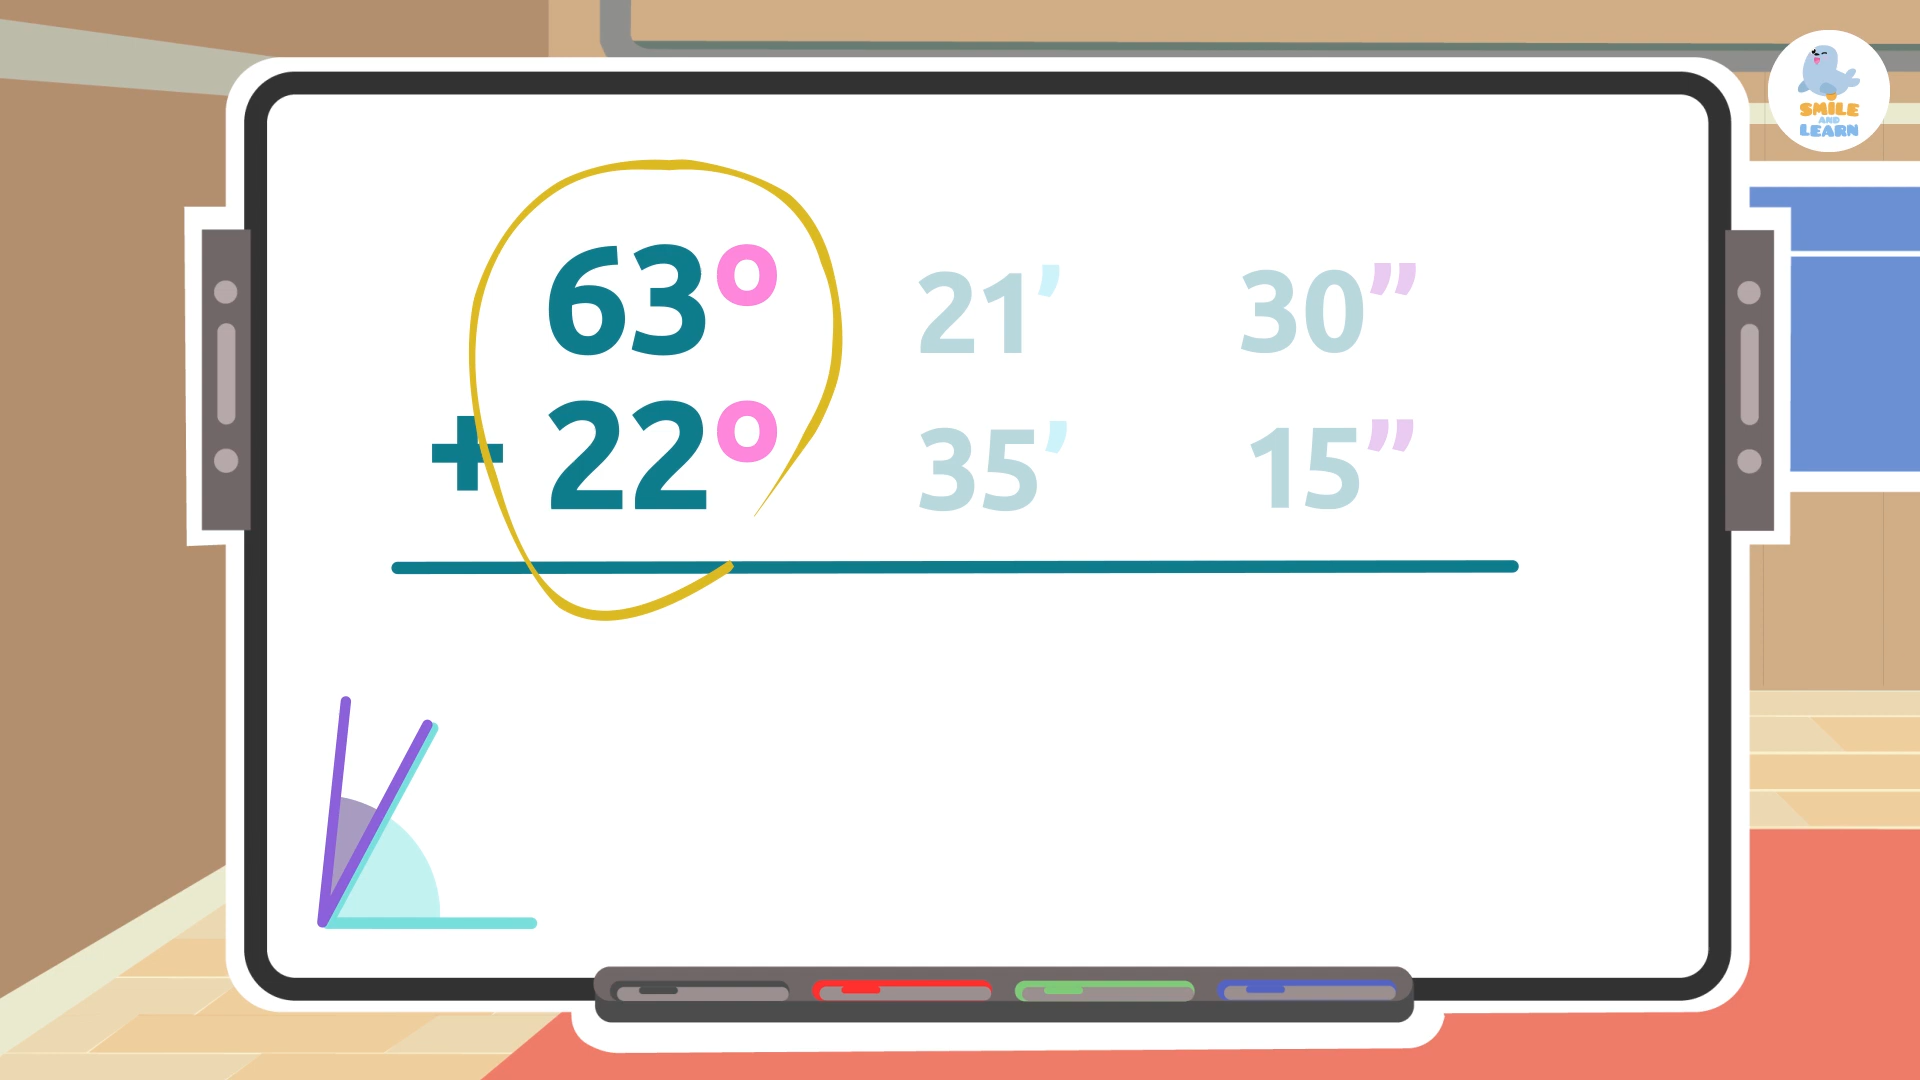 63° 21’ 30”
+ 22° 35’ 15”
SMILE
AND
LEARN